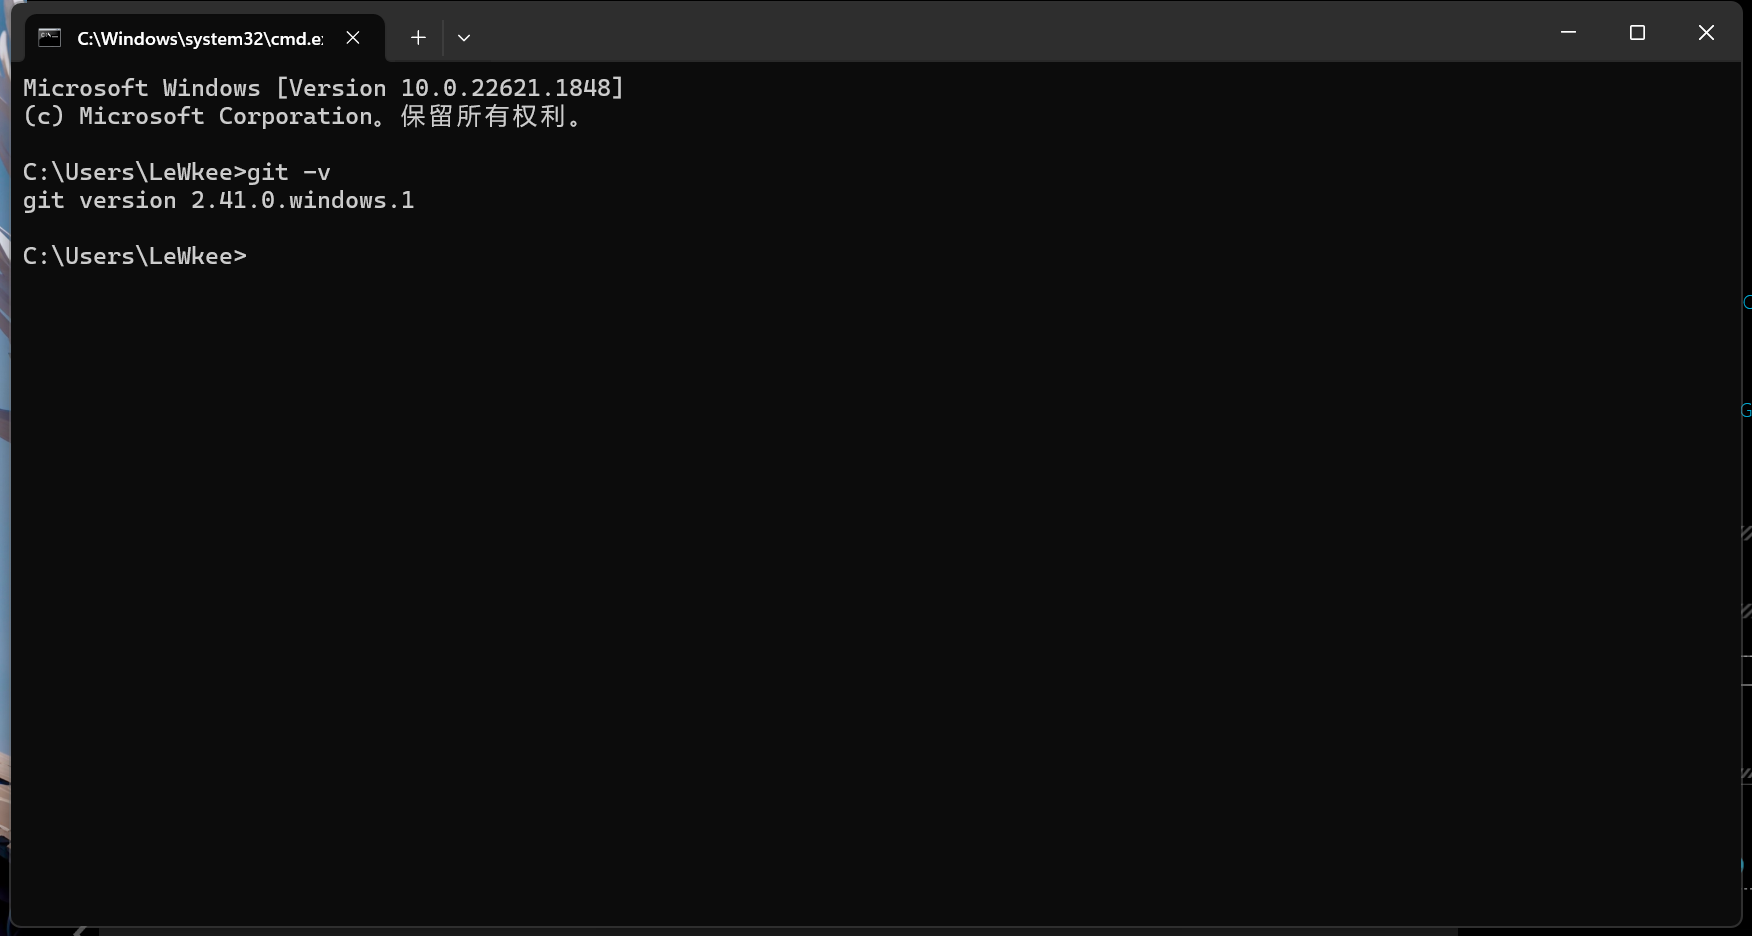 C:\Windows\system32\cmd.e
Microsoft Windows [Version 10.0.22621.1848]
(c) Microsoft Corporation。保留所有权利。
C:\Users\LeWkee>git -v
git version 2.41.0.windows.1
C:\Users\LeWkee>